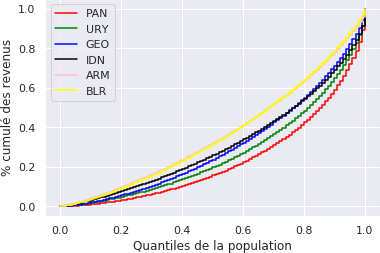 PAN
URY
GEO
IDN
ARM
BLR
% cumulé des revenus
1.0
0.8
0.6
0.4
0.2
0.0
0.0 0.2 0.4 0.6 0.8 1.0
Quantiles de la population